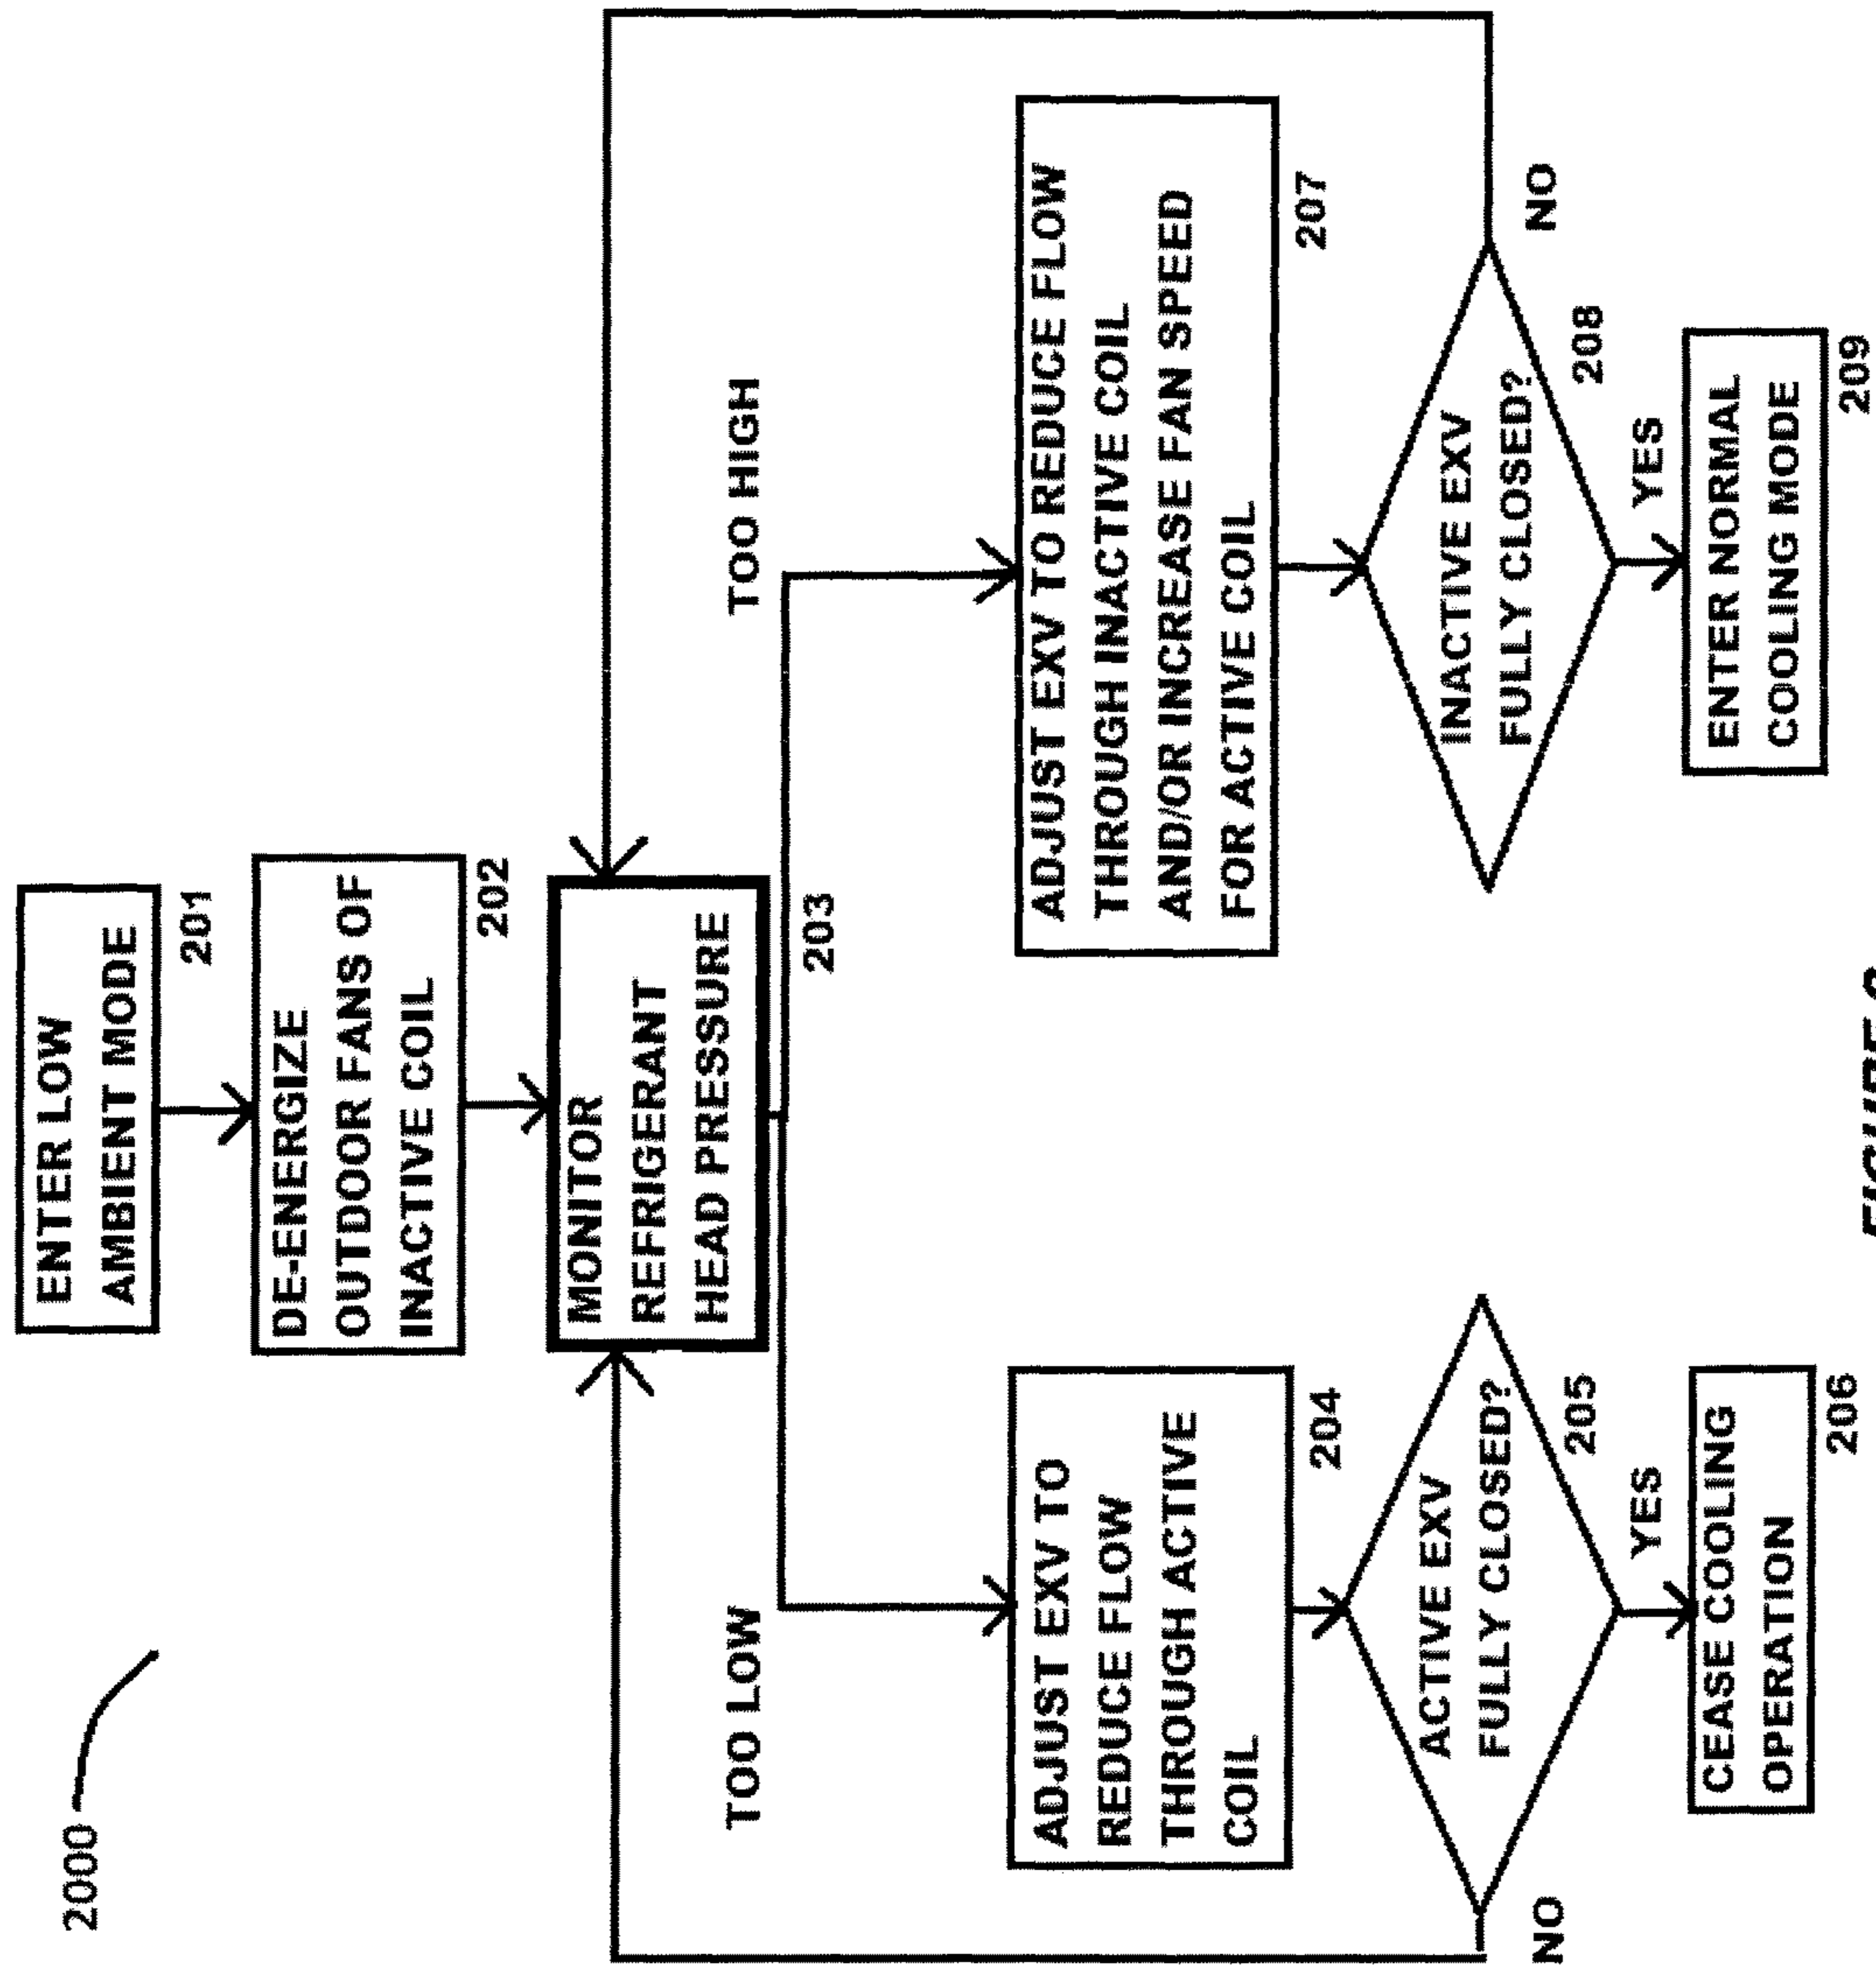 2000
ENTER LOW
AMBIENT MODE
201
DE-ENERGIZE
OUTDOOR FANS OF
INACTIVE COIL
202
MONITOR
REFRIGERANT
HEAD PRESSURE
203
TOO LOW
TOO HIGH
ADJUST EXV TO
REDUCE FLOW
THROUGH ACTIVE
COIL
204
ACTIVE EXV
FULLY CLOSED?
205
NO
YES
CEASE COOLING
OPERATION
206
ADJUST EXV TO REDUCE FLOW
THROUGH INACTIVE COIL
AND/OR INCREASE FAN SPEED
FOR ACTIVE COIL
207
INACTIVE EXV
FULLY CLOSED?
208
NO
YES
ENTER NORMAL
COOLING MODE
209